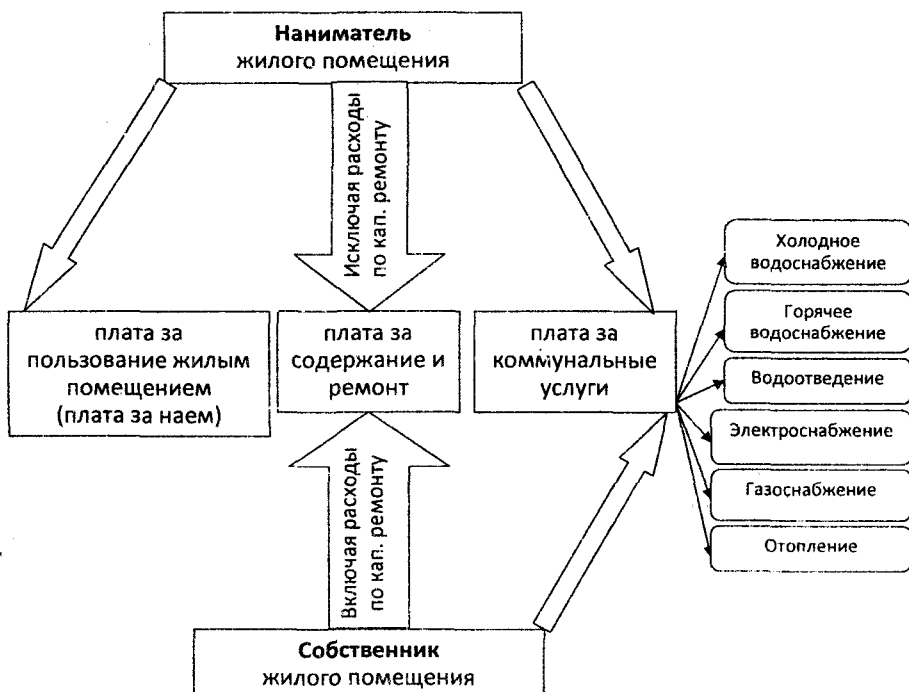 Наниматель
жилого помещения
Исключая расходы
по кап. ремонту
плата за
пользование жилым
помещением
(плата за наем)
плата за
содержание и
ремонт
плата за
коммунальные
услуги
Холодное
водоснабжение
Горячее
водоснабжение
Водоотведение
Электроснабжение
Газоснабжение
Отопление
Включая расходы
по кап. ремонту
Собственник
жилого помещения